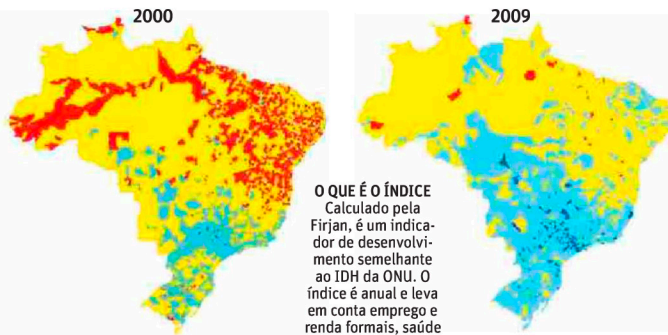 2000
2009
O QUE É O ÍNDICE
Calculado pela
Firjan, é um indica-
dor de desenvolvi-
mento semelhante
ao IDH da ONU. O
índice é anual e leva
em conta emprego e
renda formais, saúde